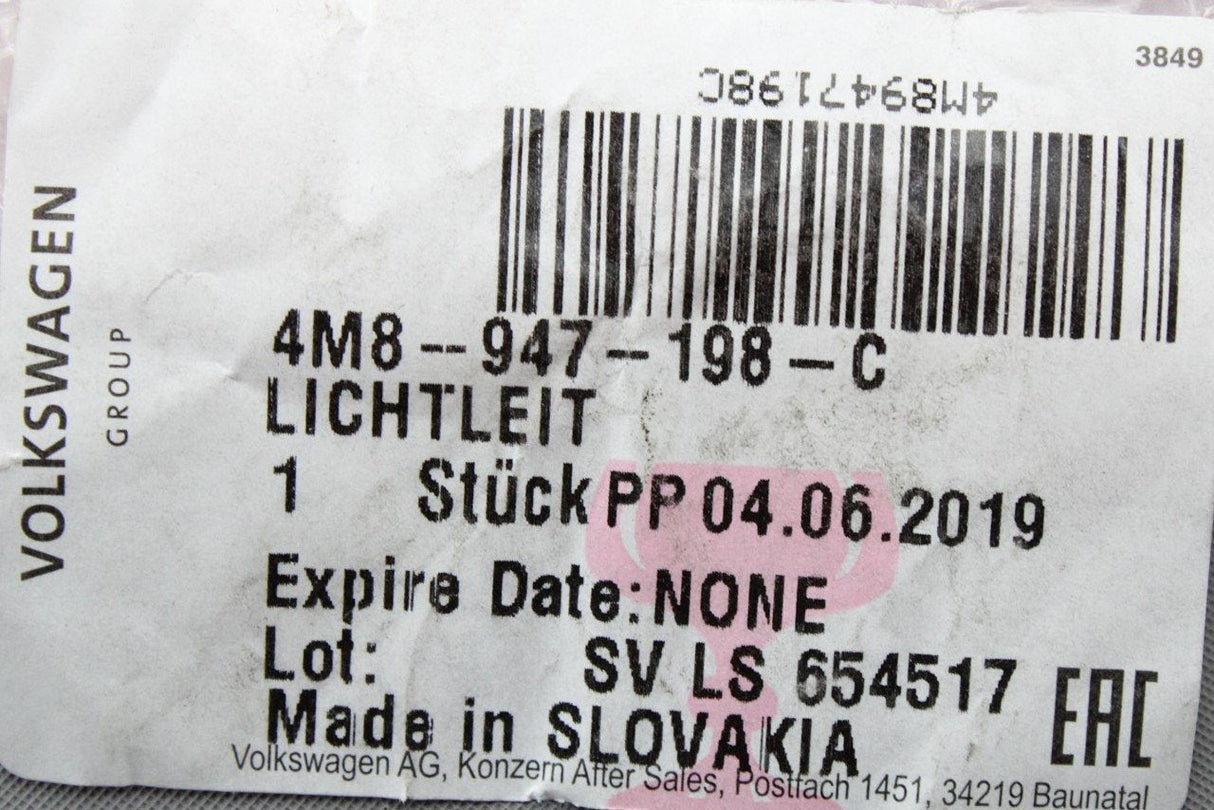 3849
4M8947198C
VOLKSWAGEN
GROUP
4M8-947-198-C
LICHTLEIT
1 Stück PP 04.06.2019
Expire Date: NONE
Lot: SV LS 654517
Made in SLOVAKIA
EAC
Volkswagen AG, Konzern After Sales, Postfach 1451, 34219 Baunatal